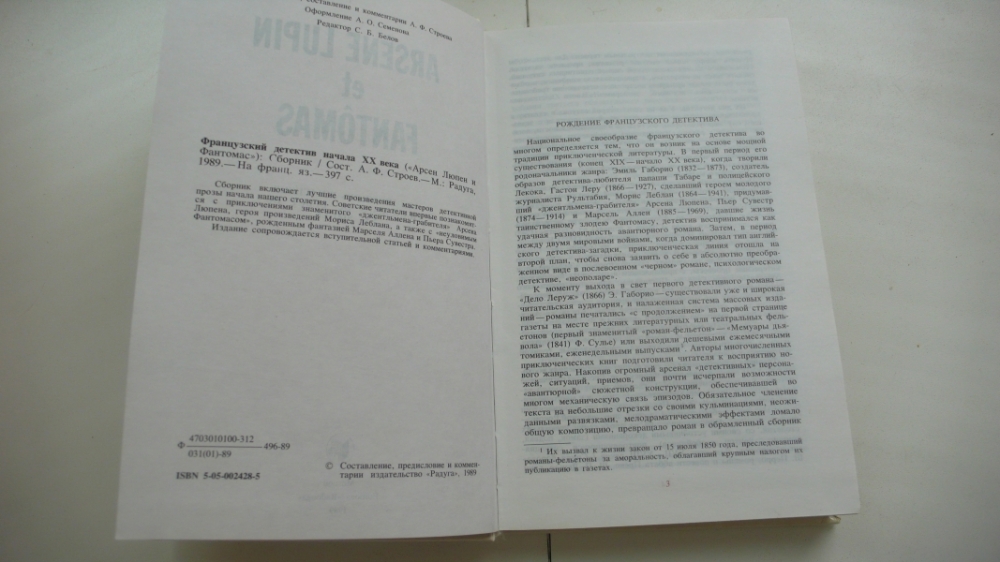 Составление и комментарии А. Ф. Строева
Оформление А. О. Семенова
Редактор С. Б. Белов
ARSÈNE LUPIN
et
FANTÔMAS
Французский детектив начала XX века («Арсен Люпен и
Фантомас»): Сборник / Сост. А. Ф. Строев.— М.: Радуга,
1989.— На франц. яз.—397 с.
Сборник включает лучшие произведения мастеров детективной
прозы начала нашего столетия. Советские читатели впервые познакомят-
ся с приключениями знаменитого «джентльмена-грабителя» Арсена
Люпена, героя произведений Мориса Леблана, а также с «неуловимым
Фантомасом», рожденным фантазией Марселя Аллена и Пьера Сувестра.
Издание сопровождается вступительной статьей и комментариями.
Ф 4703010100-312 496-89
031(01)-89
ISBN 5-05-002428-5
© Составление, предисловие и коммен-
тарии издательство «Радуга», 1989
РОЖДЕНИЕ ФРАНЦУЗСКОГО ДЕТЕКТИВА
Национальное своеобразие французского детектива во
многом определяется тем, что он возник на основе мощной
традиции приключенческой литературы. В первый период его
существования (конец XIX—начало XX века), когда творили
родоначальники жанра: Эмиль Габорио (1832—1873), создатель
образов детектива-любителя папаши Табаре и полицейского
Лекока, Гастон Леру (1866—1927), сделавший героем молодого
журналиста Рультабия, Морис Леблан (1864—1941), придумав-
ший «джентльмена-грабителя» Арсена Люпена, Пьер Сувестр
(1874—1914) и Марсель Аллен (1885—1969), давшие жизнь
таинственному злодею Фантомасу, детектив воспринимался как
удачная разновидность авантюрного романа. Затем, в период
между двумя мировыми войнами, когда доминировал тип англий-
ского детектива-загадки, приключенческая линия отошла на
второй план, чтобы снова заявить о себе в абсолютно преобра-
женном виде в послевоенном «черном» романе, психологическом
детективе, «неополаре».
К моменту выхода в свет первого детективного романа—
«Дело Леруж» (1866) Э. Габорио—существовали уже и широкая
читательская аудитория, и налаженная система массовых изда-
ний—романы печатались «с продолжением» на первой странице
газеты на месте прежних литературных или театральных фель-
етонов (первый знаменитый «роман-фельетон»—«Мемуары дья-
вола» (1841) Ф. Сулье) или выходили дешевыми ежемесячными
томиками, еженедельными выпусками¹. Авторы многочисленных
приключенческих книг подготовили читателя к восприятию но-
вого жанра. Накопив огромный арсенал «детективных» персона-
жей, ситуаций, приемов, они почти исчерпали возможности
«авантюрной» сюжетной конструкции, обеспечивавшей во
многом механическую связь эпизодов. Обязательное членение
текста на небольшие отрезки со своими кульминациями, неожи-
данными развязками, мелодраматическими эффектами ломало
общую композицию, превращало роман в обрамленный сборник
¹ Их вызвал к жизни закон от 15 июля 1850 года, преследовавший
романы-фельетоны за аморальность, облагавший крупным налогом их
публикацию в газетах.
3